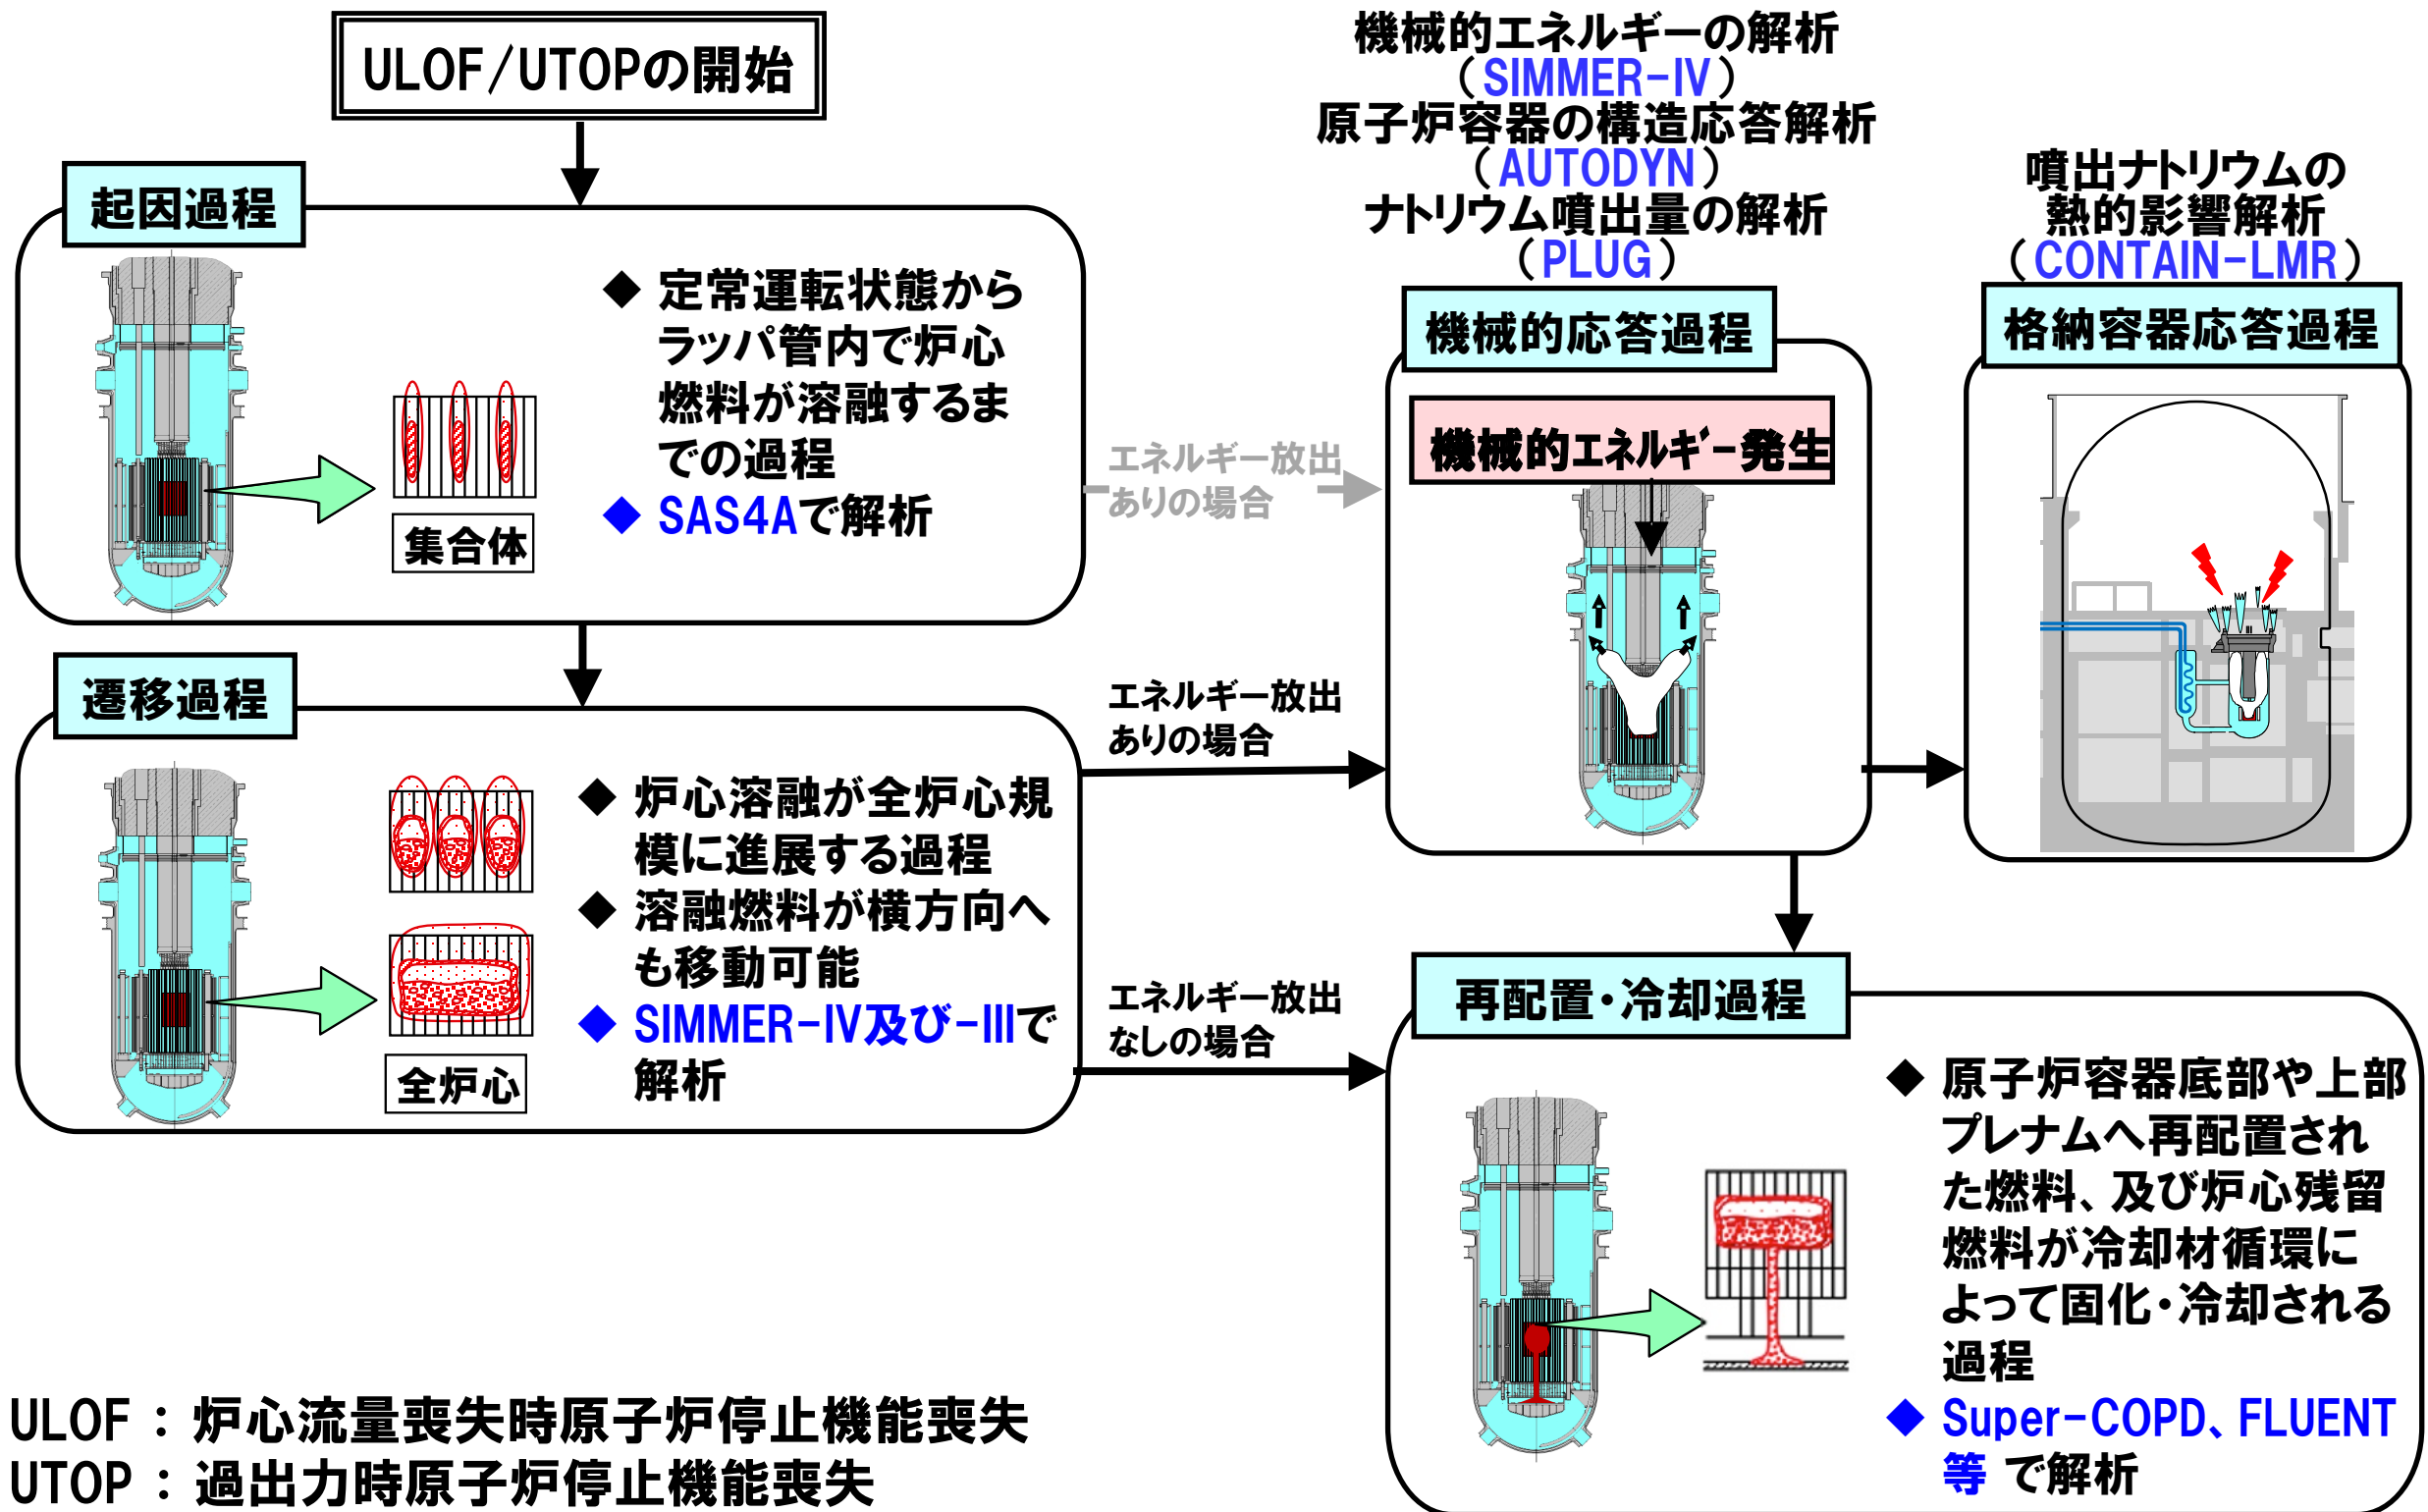 ULOF/UTOPの開始
起因過程
◆ 定常運転状態から
ラッパ管内で炉心
燃料が溶融するま
での過程
◆ SAS4Aで解析
集合体
エネルギー放出
ありの場合
遷移過程
◆ 炉心溶融が全炉心規
模に進展する過程
◆ 溶融燃料が横方向へ
も移動可能
◆ SIMMER-IV及び-IIIで
解析
全炉心
エネルギー放出
ありの場合
エネルギー放出
なしの場合
機械的エネルギーの解析
（SIMMER-IV）
原子炉容器の構造応答解析
（AUTODYN）
ナトリウム噴出量の解析
（PLUG）
機械的応答過程
機械的エネルギー発生
噴出ナトリウムの
熱的影響解析
（CONTAIN-LMR）
格納容器応答過程
再配置・冷却過程
◆ 原子炉容器底部や上部
プレナムへ再配置され
た燃料、及び炉心残留
燃料が冷却材循環に
よって固化・冷却される
過程
◆ Super-COPD、FLUENT
等 で解析
ULOF : 炉心流量喪失時原子炉停止機能喪失
UTOP : 過出力時原子炉停止機能喪失